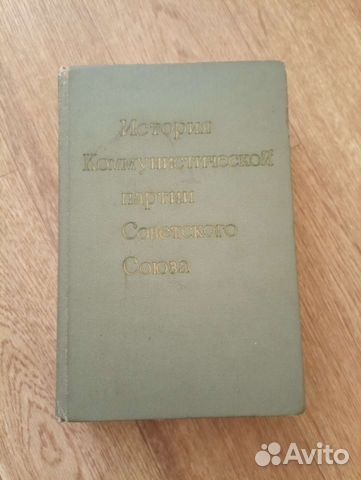 История
Коммунистической
партии
Советского
Союза
Avito